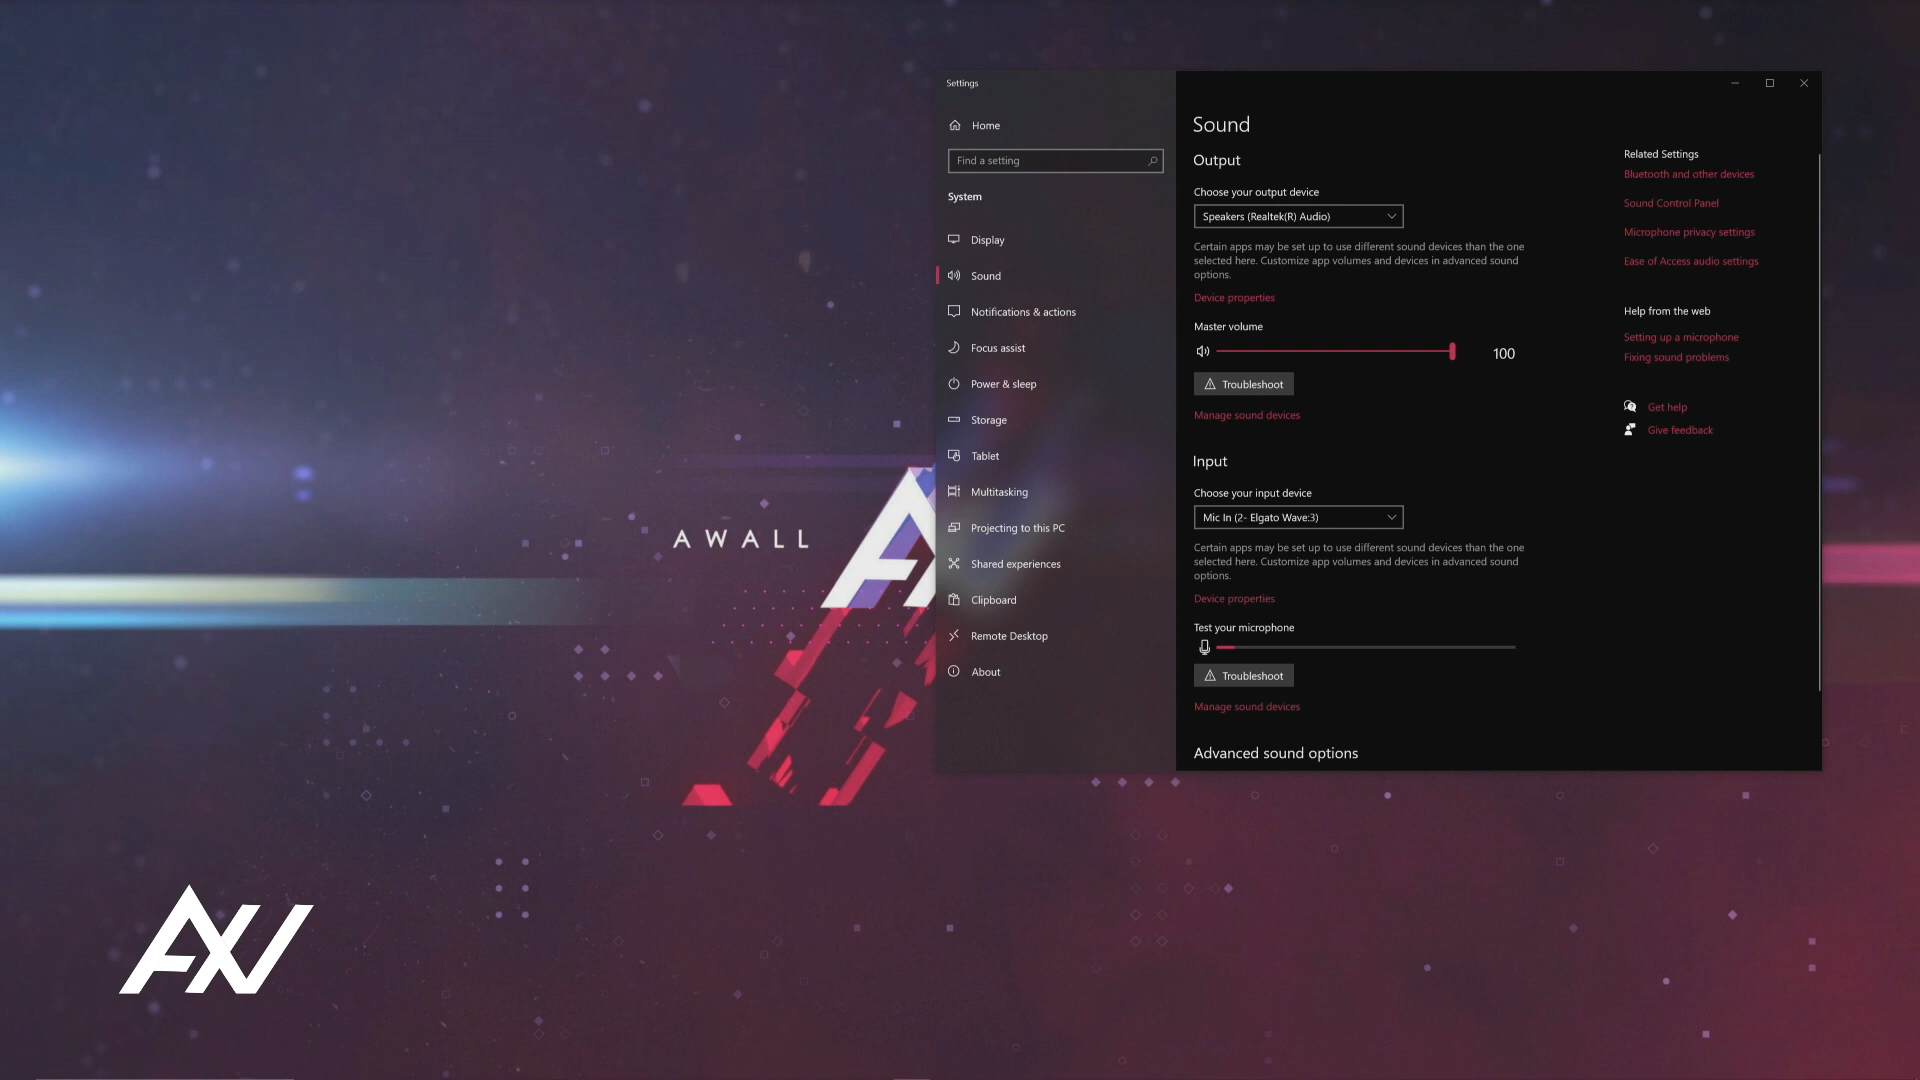 Settings
Home
Find a setting
System
Display
Sound
Notifications & actions
Focus assist
Power & sleep
Storage
Tablet
Multitasking
Projecting to this PC
Shared experiences
Clipboard
Remote Desktop
About
Sound
Output
Choose your output device
Speakers (Realtek(R) Audio)
Certain apps may be set up to use different sound devices than the one
selected here. Customize app volumes and devices in advanced sound
options.
Device properties
Master volume
100
Troubleshoot
Manage sound devices
Input
Choose your input device
Mic In (2- Elgato Wave:3)
Certain apps may be set up to use different sound devices than the one
selected here. Customize app volumes and devices in advanced sound
options.
Device properties
Test your microphone
Troubleshoot
Manage sound devices
Advanced sound options
Related Settings
Bluetooth and other devices
Sound Control Panel
Microphone privacy settings
Ease of Access audio settings
Help from the web
Setting up a microphone
Fixing sound problems
Get help
Give feedback
AWALL